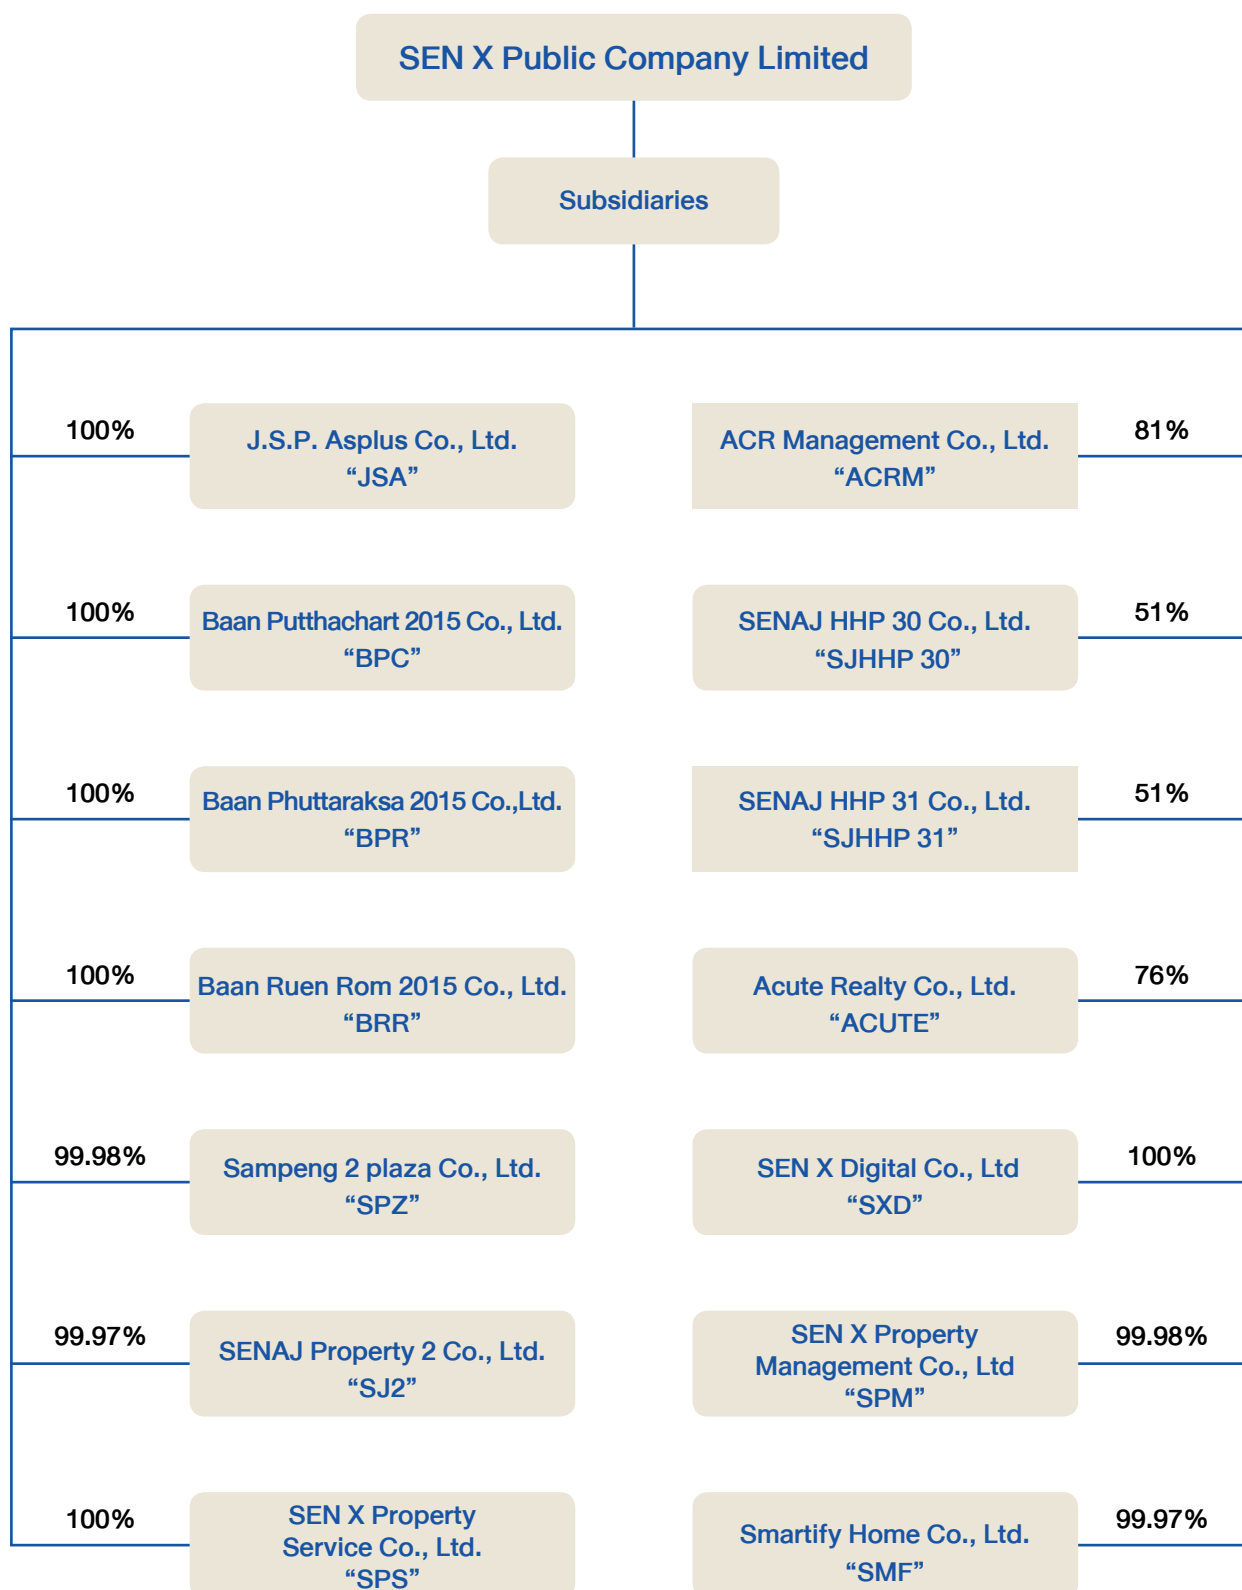 SEN X Public Company Limited
Subsidiaries
100%
J.S.P. Asplus Co., Ltd.
“JSA”
ACR Management Co., Ltd.
“ACRM”
81%
100%
Baan Putthachart 2015 Co., Ltd.
“BPC”
SENAJ HHP 30 Co., Ltd.
“SJHHP 30”
51%
100%
Baan Phuttaraksa 2015 Co.,Ltd.
“BPR”
SENAJ HHP 31 Co., Ltd.
“SJHHP 31”
51%
100%
Baan Ruen Rom 2015 Co., Ltd.
“BRR”
Acute Realty Co., Ltd.
“ACUTE”
76%
99.98%
Sampeng 2 plaza Co., Ltd.
“SPZ”
SEN X Digital Co., Ltd
“SXD”
100%
99.97%
SENAJ Property 2 Co., Ltd.
“SJ2”
SEN X Property
Management Co., Ltd
“SPM”
99.98%
100%
SEN X Property
Service Co., Ltd.
“SPS”
Smartify Home Co., Ltd.
“SMF”
99.97%